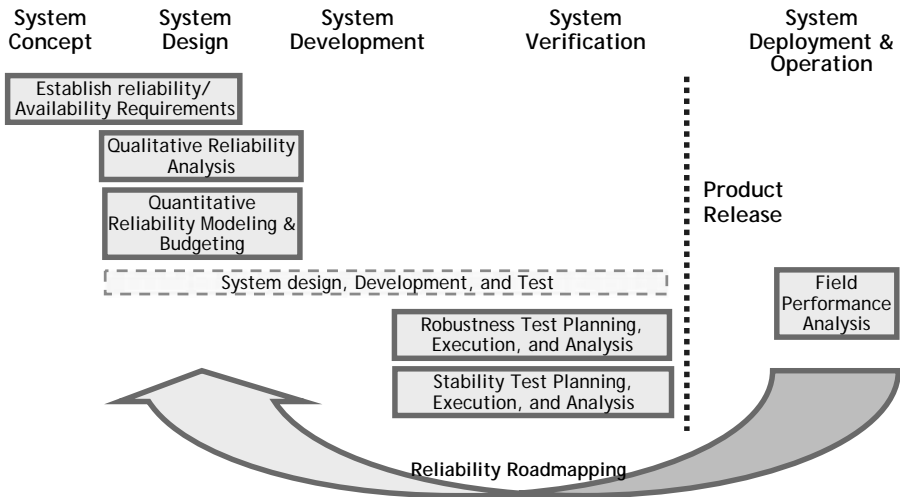 System
Concept
System
Design
System
Development
System
Verification
System
Deployment &
Operation
Establish reliability/
Availability Requirements
Qualitative Reliability
Analysis
Quantitative
Reliability Modeling &
Budgeting
Product
Release
System design, Development, and Test
Field
Performance
Analysis
Robustness Test Planning,
Execution, and Analysis
Stability Test Planning,
Execution, and Analysis
Reliability Roadmapping